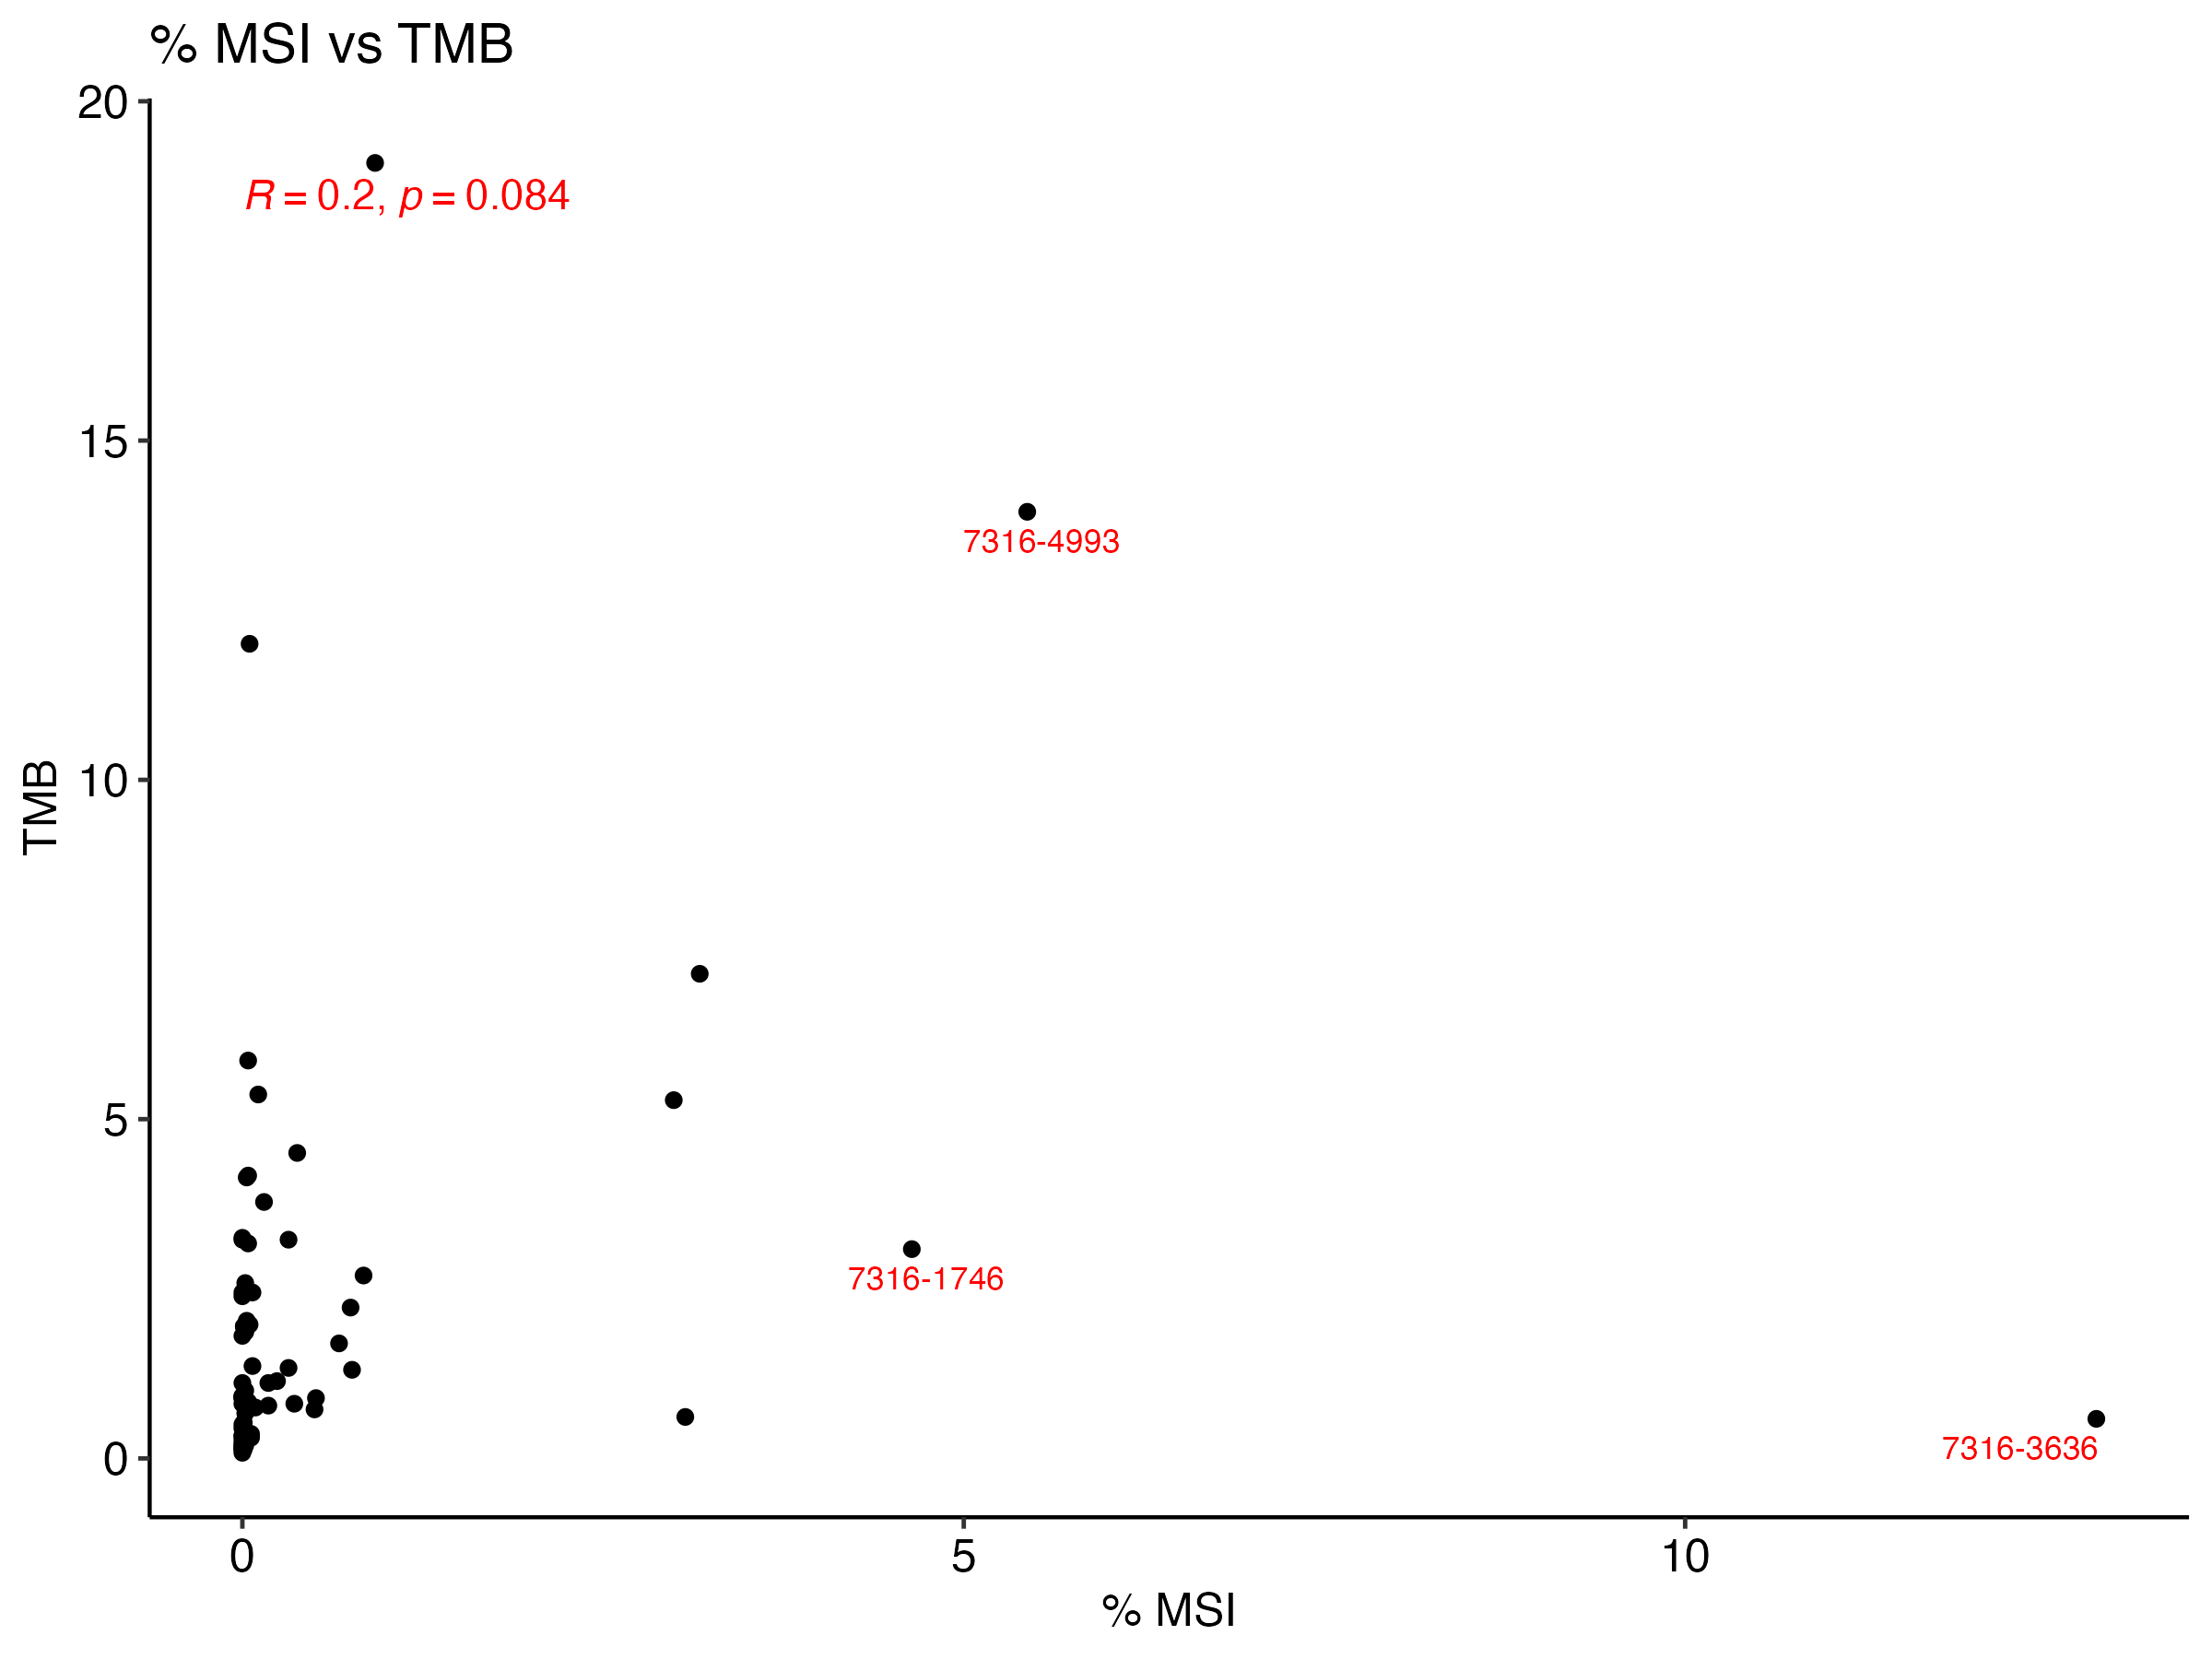 % MSI vs TMB
20
R = 0.2, p = 0.084
15
7316-4993
10
TMB
5
7316-1746
7316-3636
0
0 5 10
% MSI